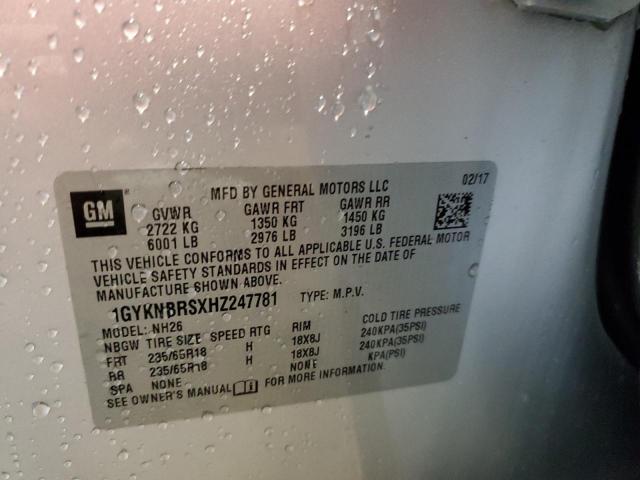 MFD BY GENERAL MOTORS LLC 02/17
GM
GVWR GAWR FRT GAWR RR
2722 KG 1350 KG 1450 KG
6001 LB 2976 LB 3196 LB
THIS VEHICLE CONFORMS TO ALL APPLICABLE U.S. FEDERAL MOTOR
VEHICLE SAFETY STANDARDS IN EFFECT ON THE DATE OF
MANUFACTURE SHOWN ABOVE.
1GYKNBRSXHZ247781 TYPE: M.P.V.
MODEL: NH26
NBGW TIRE SIZE SPEED RTG RIM COLD TIRE PRESSURE
FRT 235/65R18 H 18X8J 240KPA(35PSI)
RR 235/65R18 H 18X8J 240KPA(35PSI)
SPA NONE NONE KPA(PSI)
SEE OWNER'S MANUAL FOR MORE INFORMATION.